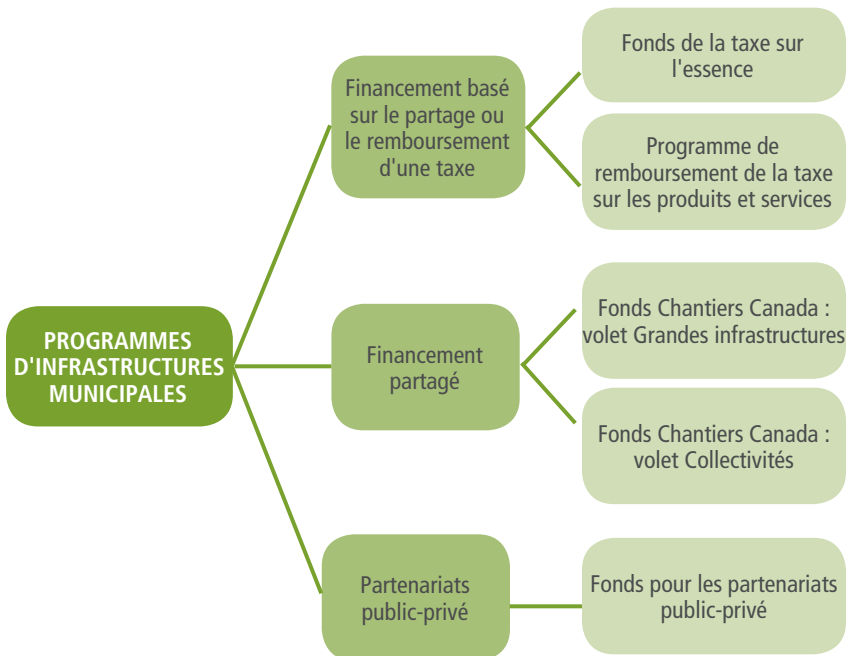 PROGRAMMES
D'INFRASTRUCTURES
MUNICIPALES
Financement basé
sur le partage ou
le remboursement
d'une taxe
Fonds de la taxe sur
l'essence
Programme de
remboursement de la taxe
sur les produits et services
Financement
partagé
Fonds Chantiers Canada :
volet Grandes infrastructures
Fonds Chantiers Canada :
volet Collectivités
Partenariats
public-privé
Fonds pour les partenariats
public-privé